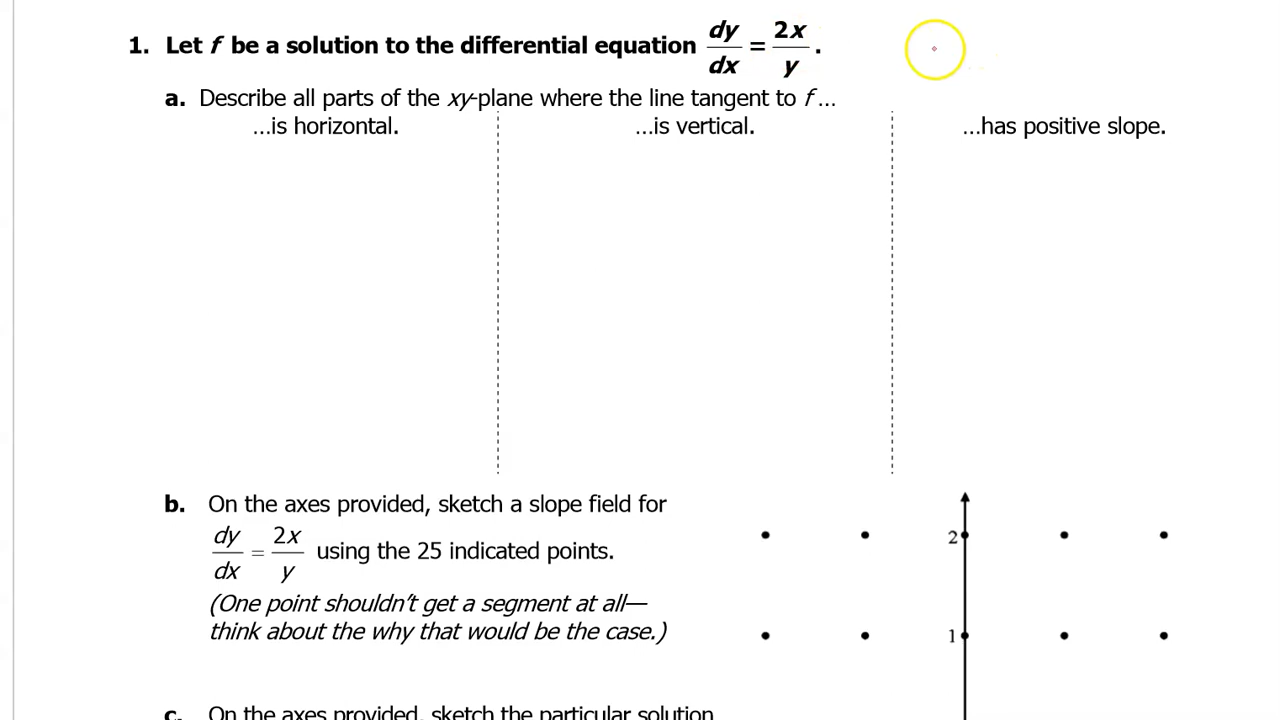 1. Let f be a solution to the differential equation dy/dx = 2x/y.
a. Describe all parts of the xy-plane where the line tangent to f...
...is horizontal.
...is vertical.
...has positive slope.
b. On the axes provided, sketch a slope field for
dy/dx = 2x/y using the 25 indicated points.
(One point shouldn't get a segment at all—
think about the why that would be the case.)
2
1
c. On the axes provided, sketch the particular solution